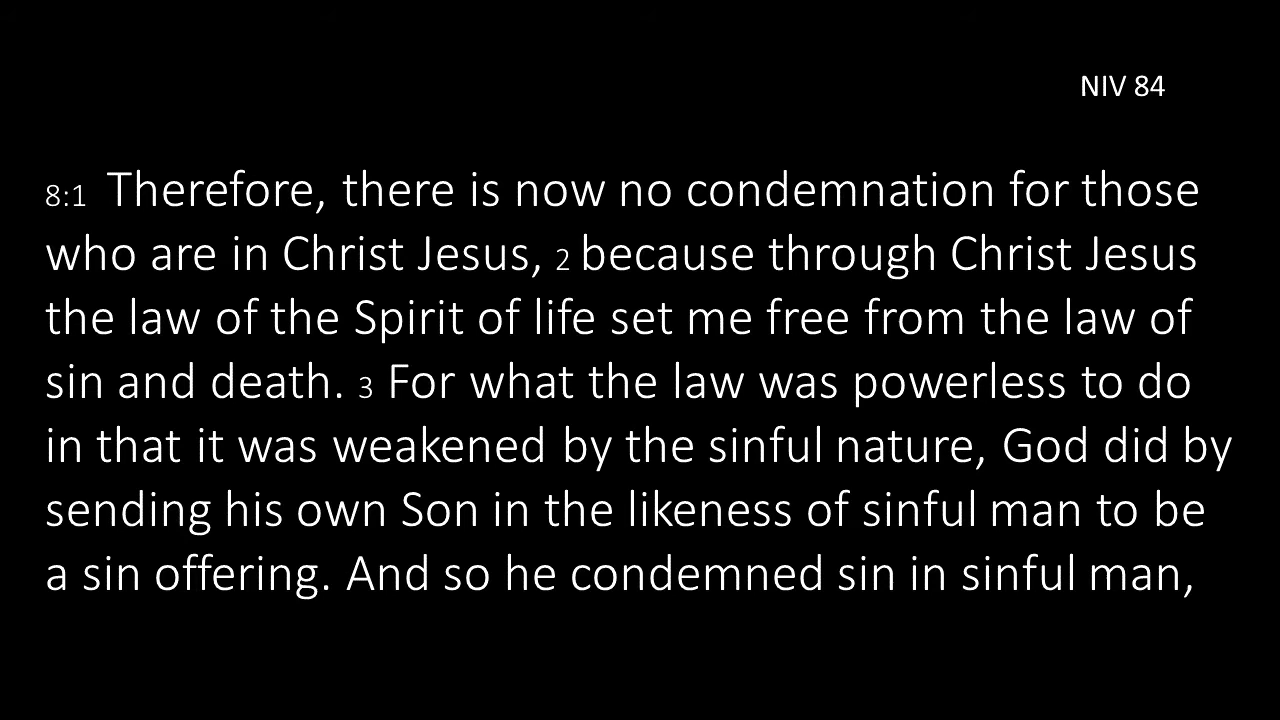 NIV 84
8:1 Therefore, there is now no condemnation for those
who are in Christ Jesus, 2 because through Christ Jesus
the law of the Spirit of life set me free from the law of
sin and death. 3 For what the law was powerless to do
in that it was weakened by the sinful nature, God did by
sending his own Son in the likeness of sinful man to be
a sin offering. And so he condemned sin in sinful man,